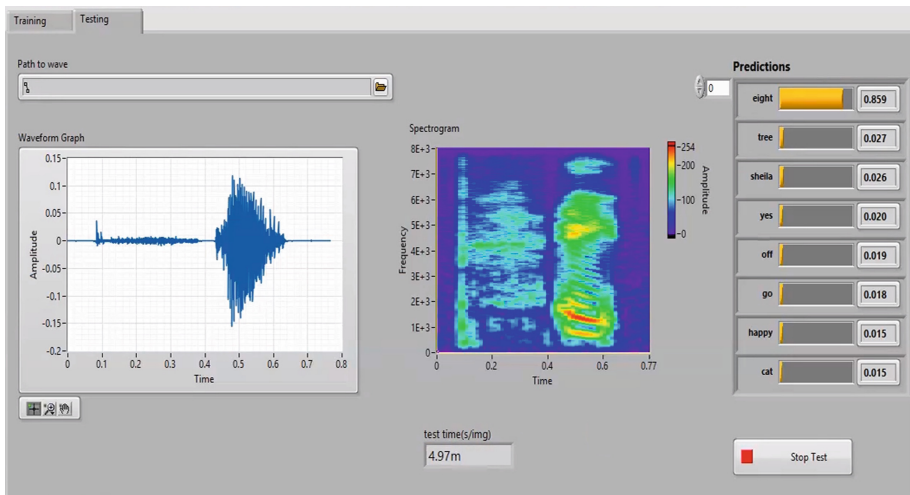 Training
Testing
Path to wave
Waveform Graph
0.15
0.1
0.05
0
-0.05
-0.1
-0.15
-0.2
Amplitude
0 0.1 0.2 0.3 0.4 0.5 0.6 0.7 0.8
Time
Spectrogram
8E+3
7E+3
6E+3
5E+3
4E+3
3E+3
2E+3
1E+3
0
Frequency
0 0.2 0.4 0.6 0.77
Time
254
200
100
0
Amplitude
test time(s/img)
4.97m
0
Predictions
eight 0.859
tree 0.027
sheila 0.026
yes 0.020
off 0.019
go 0.018
happy 0.015
cat 0.015
Stop Test